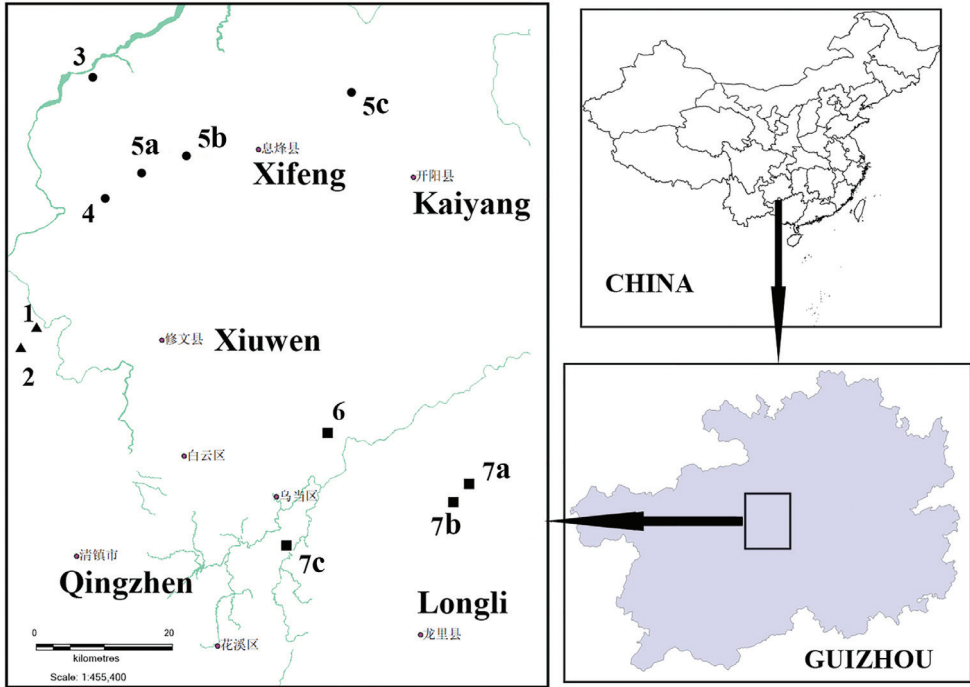 3
5c
5a
5b
息烽县
Xifeng
开阳县
Kaiyang
4
1
2
修文县
Xiuwen
6
白云区
7a
乌当区
7b
7c
清镇市
Qingzhen
Longli
龙里县
花溪区
0 20
kilometres
Scale: 1:455,400
CHINA
GUIZHOU